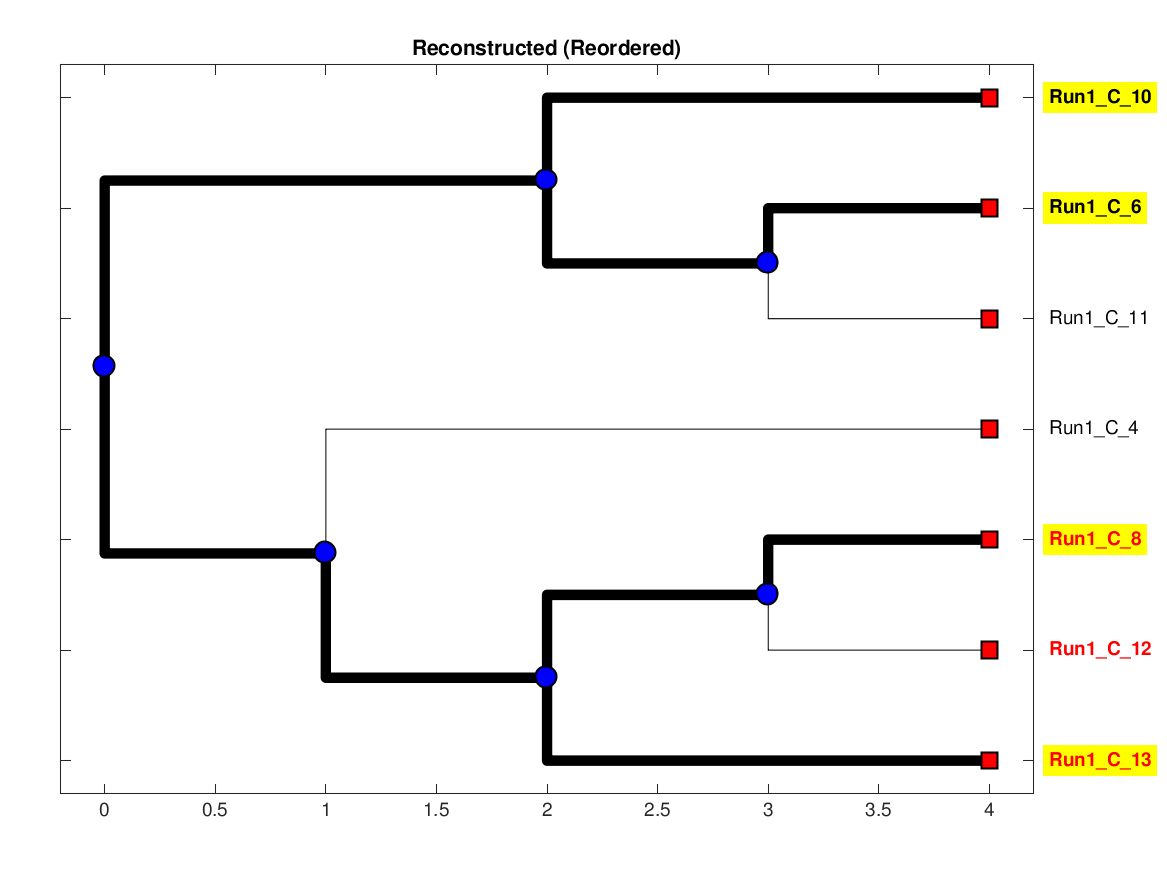 Reconstructed (Reordered)
Run1_C_10
Run1_C_6
Run1_C_11
Run1_C_4
Run1_C_8
Run1_C_12
Run1_C_13
0 0.5 1 1.5 2 2.5 3 3.5 4